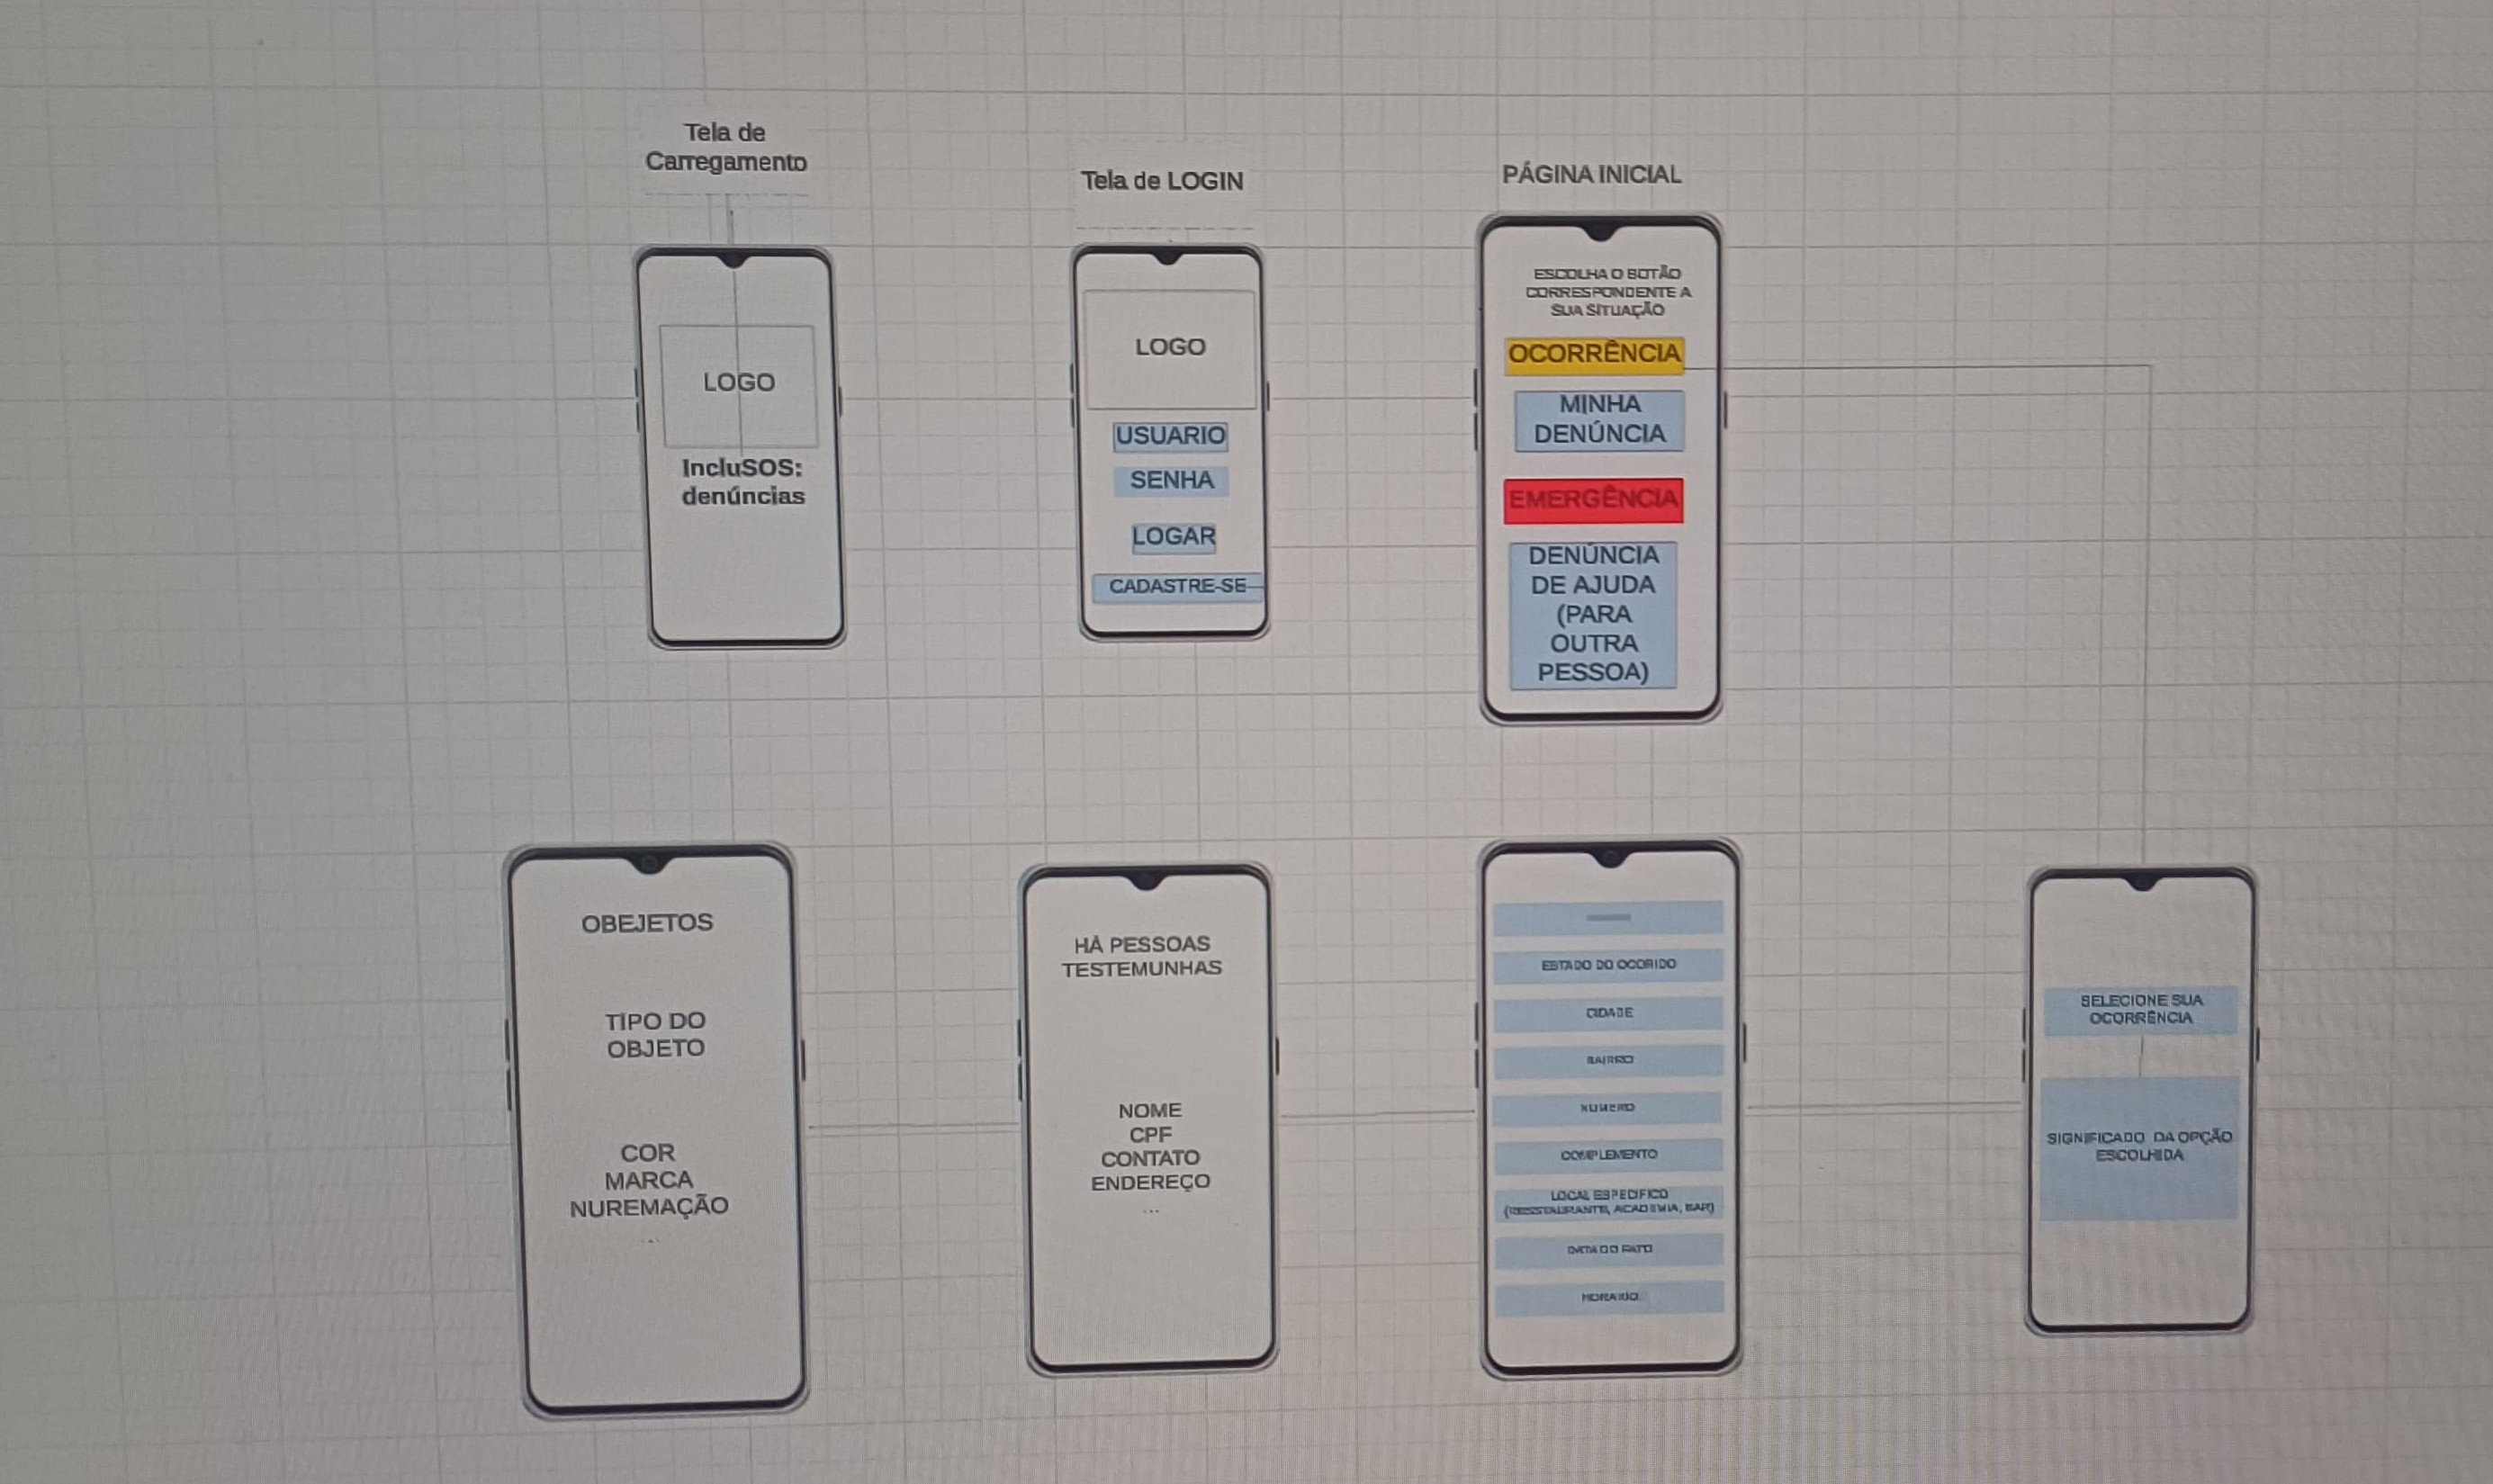 Tela de
Carregamento
LOGO
IncluSOS:
denúncias
Tela de LOGIN
LOGO
USUARIO
SENHA
LOGAR
CADASTRE-SE
PÁGINA INICIAL
ESCOLHA O BOTÃO
CORRESPONDENTE A
SUA SITUAÇÃO
OCORRÊNCIA
MINHA
DENÚNCIA
EMERGÊNCIA
DENÚNCIA
DE AJUDA
(PARA
OUTRA
PESSOA)
OBEJETOS
TIPO DO
OBJETO
COR
MARCA
NUREMAÇÃO
...
HÀ PESSOAS
TESTEMUNHAS
NOME
CPF
CONTATO
ENDEREÇO
...
ESTADO DO OCORIDO
CIDADE
BAIRRO
NUMERO
COMPLEMENTO
LOCAL ESPECIFICO
ACADEMIA, BAR)
DATA DO FATO
HORARIO
SELECIONE SUA
OCORRÊNCIA
SIGNIFICADO DA OPÇÃO
ESCOLHIDA